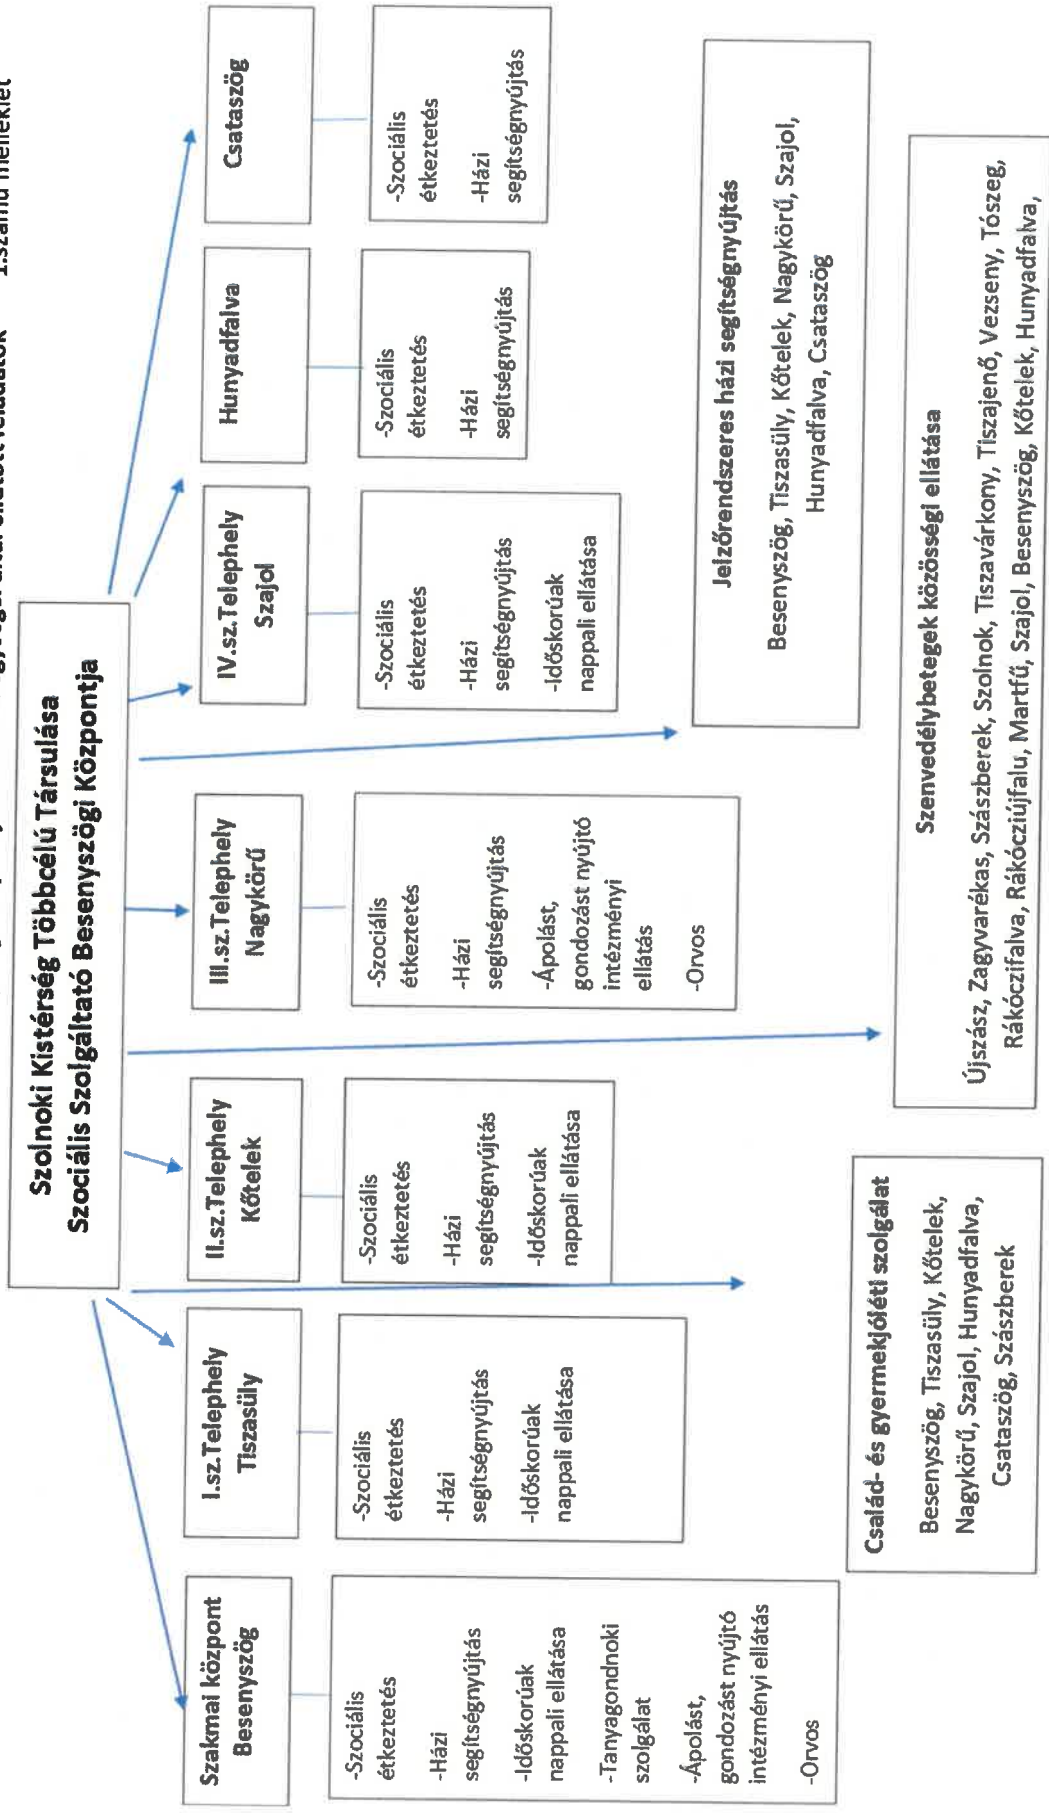 által ellátott feladatok 1.számú melléklet
Szolnoki Kistérség Többcélú Társulása
Szociális Szolgáltató Besenyszögi Központja
Szakmai központ
Besenyszög
I.sz.Telephely
Tiszasüly
II.sz.Telephely
Kőtelek
III.sz.Telephely
Nagykörű
IV.sz.Telephely
Szajol
Hunyadfalva
Csataszög
-Szociális
étkeztetés
-Házi
segítségnyújtás
-Időskorúak
nappali ellátása
-Tanyagondnoki
szolgálat
-Ápolást,
gondozást nyújtó
intézményi ellátás
-Orvos
-Szociális
étkeztetés
-Házi
segítségnyújtás
-Időskorúak
nappali ellátása
-Szociális
étkeztetés
-Házi
segítségnyújtás
-Időskorúak
nappali ellátása
-Szociális
étkeztetés
-Házi
segítségnyújtás
-Ápolást,
gondozást nyújtó
intézményi
ellátás
-Orvos
-Szociális
étkeztetés
-Házi
segítségnyújtás
-Időskorúak
nappali ellátása
-Szociális
étkeztetés
-Házi
segítségnyújtás
-Szociális
étkeztetés
-Házi
segítségnyújtás
Jelzőrendszeres házi segítségnyújtás
Besenyszög, Tiszasüly, Kőtelek, Nagykörű, Szajol,
Hunyadfalva, Csataszög
Család- és gyermekjóléti szolgálat
Besenyszög, Tiszasüly, Kőtelek,
Nagykörű, Szajol, Hunyadfalva,
Csataszög, Szászberek
Szenvedélybetegek közösségi ellátása
Újszász, Zagyvarékas, Szászberek, Szolnok, Tiszavárkony, Tiszajenő, Vezseny, Tószeg,
Rákóczifalva, Rákócziújfalu, Martfű, Szajol, Besenyszög, Kőtelek, Hunyadfalva,